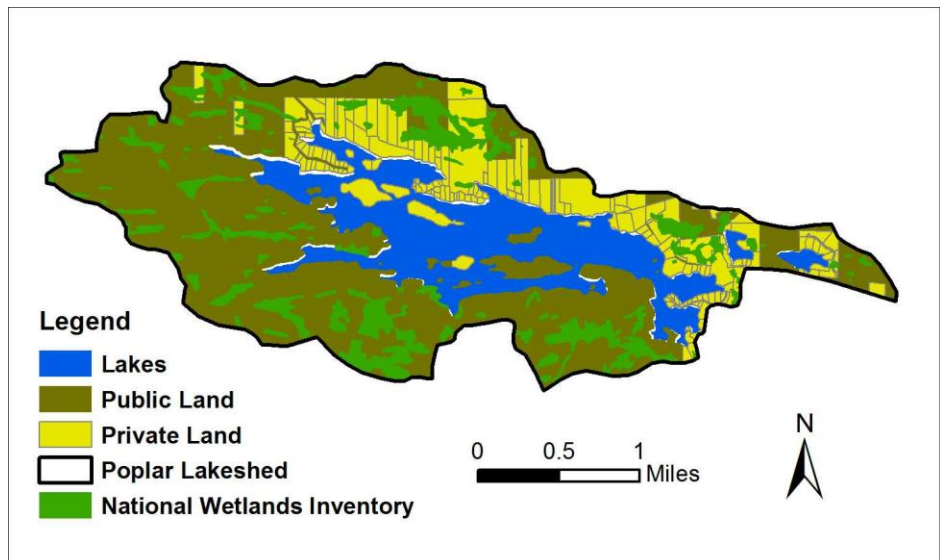 Legend
Lakes
Public Land
Private Land
Poplar Lakeshed
National Wetlands Inventory
0 0.5 1
Miles
N